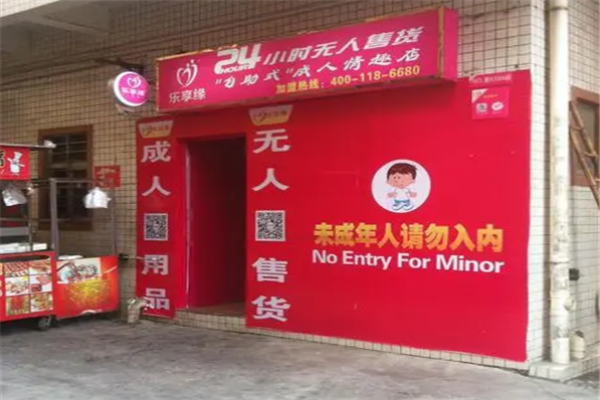 24小时无人售货
HOURS
"自助式"成人情趣店
加盟热线：400-118-6680
乐享缘
成人用品
无人售货
未成年人请勿入内
No Entry For Minor